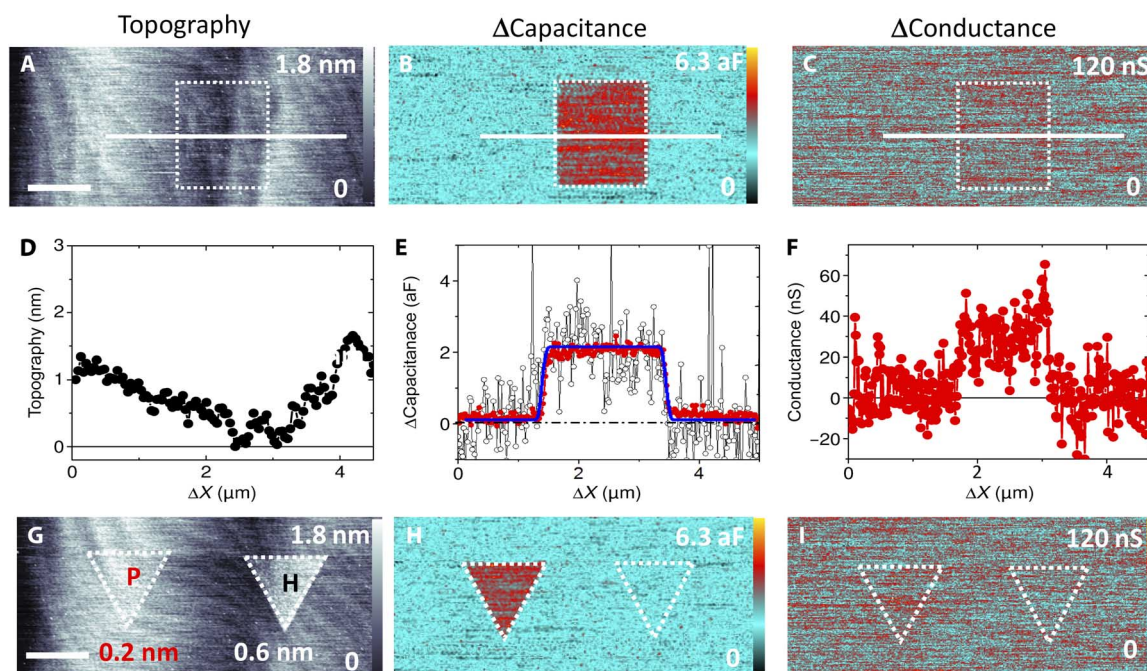 Topography
ΔCapacitance
ΔConductance
A
1.8 nm
0
B
6.3 aF
0
C
120 nS
0
D
3
2
1
0
Topography (nm)
0
2
4
ΔX (μm)
E
4
2
0
ΔCapacitanace (aF)
0
2
4
ΔX (μm)
F
60
40
20
0
−20
Conductance (nS)
0
1
2
3
4
ΔX (μm)
G
1.8 nm
P
H
0.2 nm
0.6 nm
0
H
6.3 aF
0
I
120 nS
0